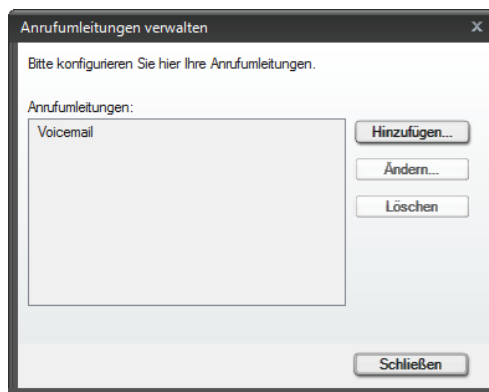 Anrufumleitungen verwalten
X
Bitte konfigurieren Sie hier Ihre Anrufumleitungen.
Anrufumleitungen:
Voicemail
Hinzufügen...
Ändern...
Löschen
Schließen